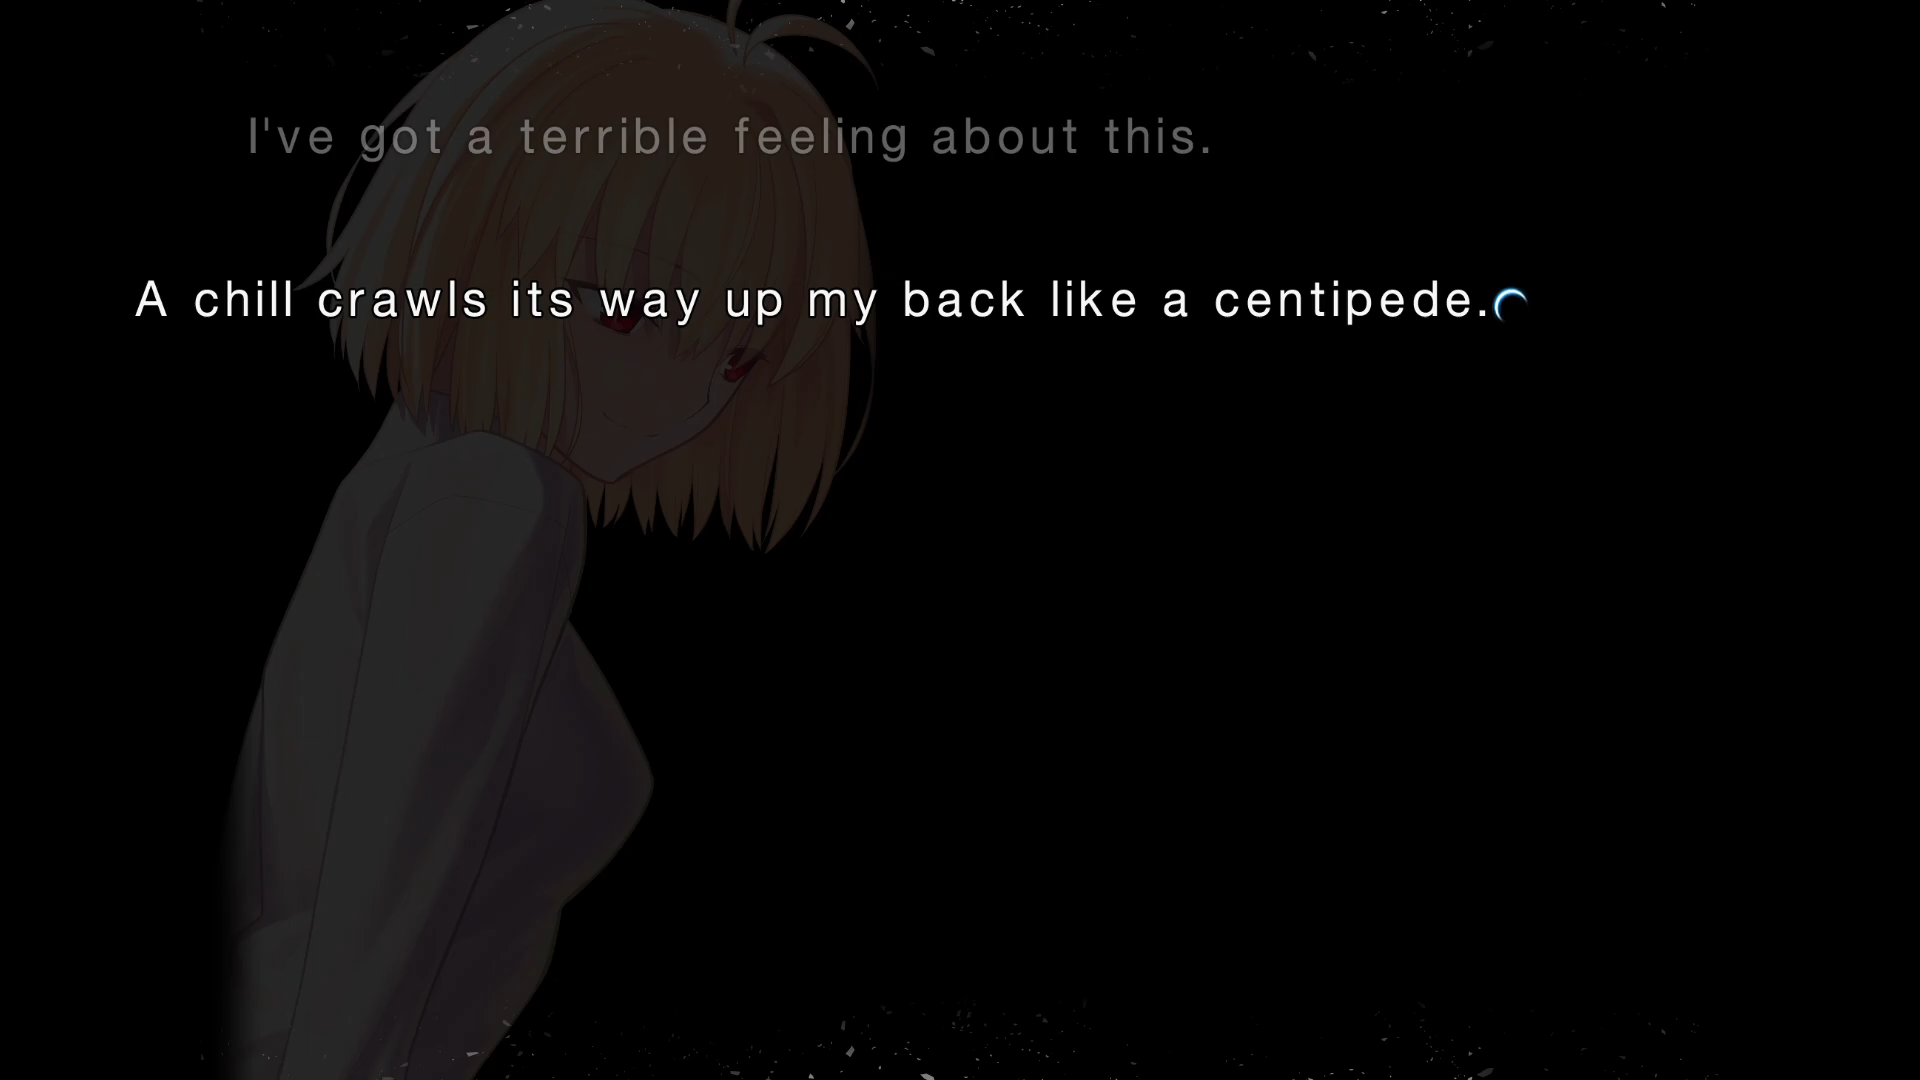 I've got a terrible feeling about this.
A chill crawls its way up my back like a centipede.